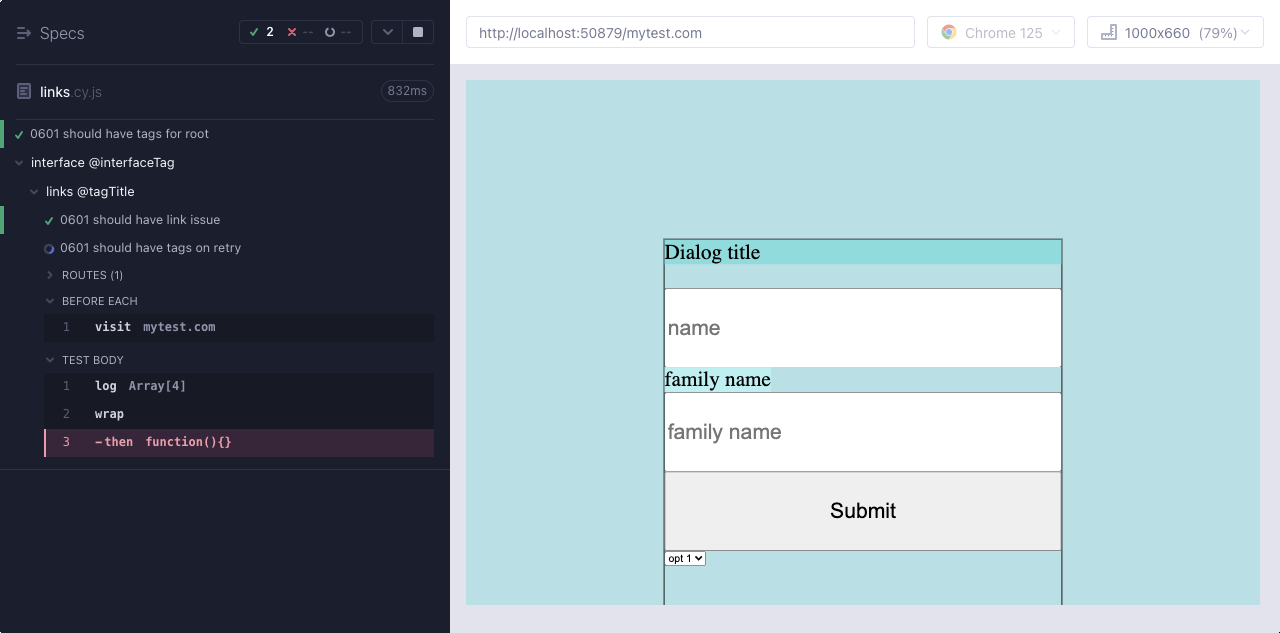 Specs
2 -- --
links.cy.js
832ms
0601 should have tags for root
interface @interfaceTag
links @tagTitle
0601 should have link issue
0601 should have tags on retry
ROUTES (1)
BEFORE EACH
1 visit mytest.com
TEST BODY
1 log Array[4]
2 wrap
3 -then function(){}
http://localhost:50879/mytest.com
Chrome 125
1000x660 (79%)
Dialog title
name
family name
family name
Submit
opt 1